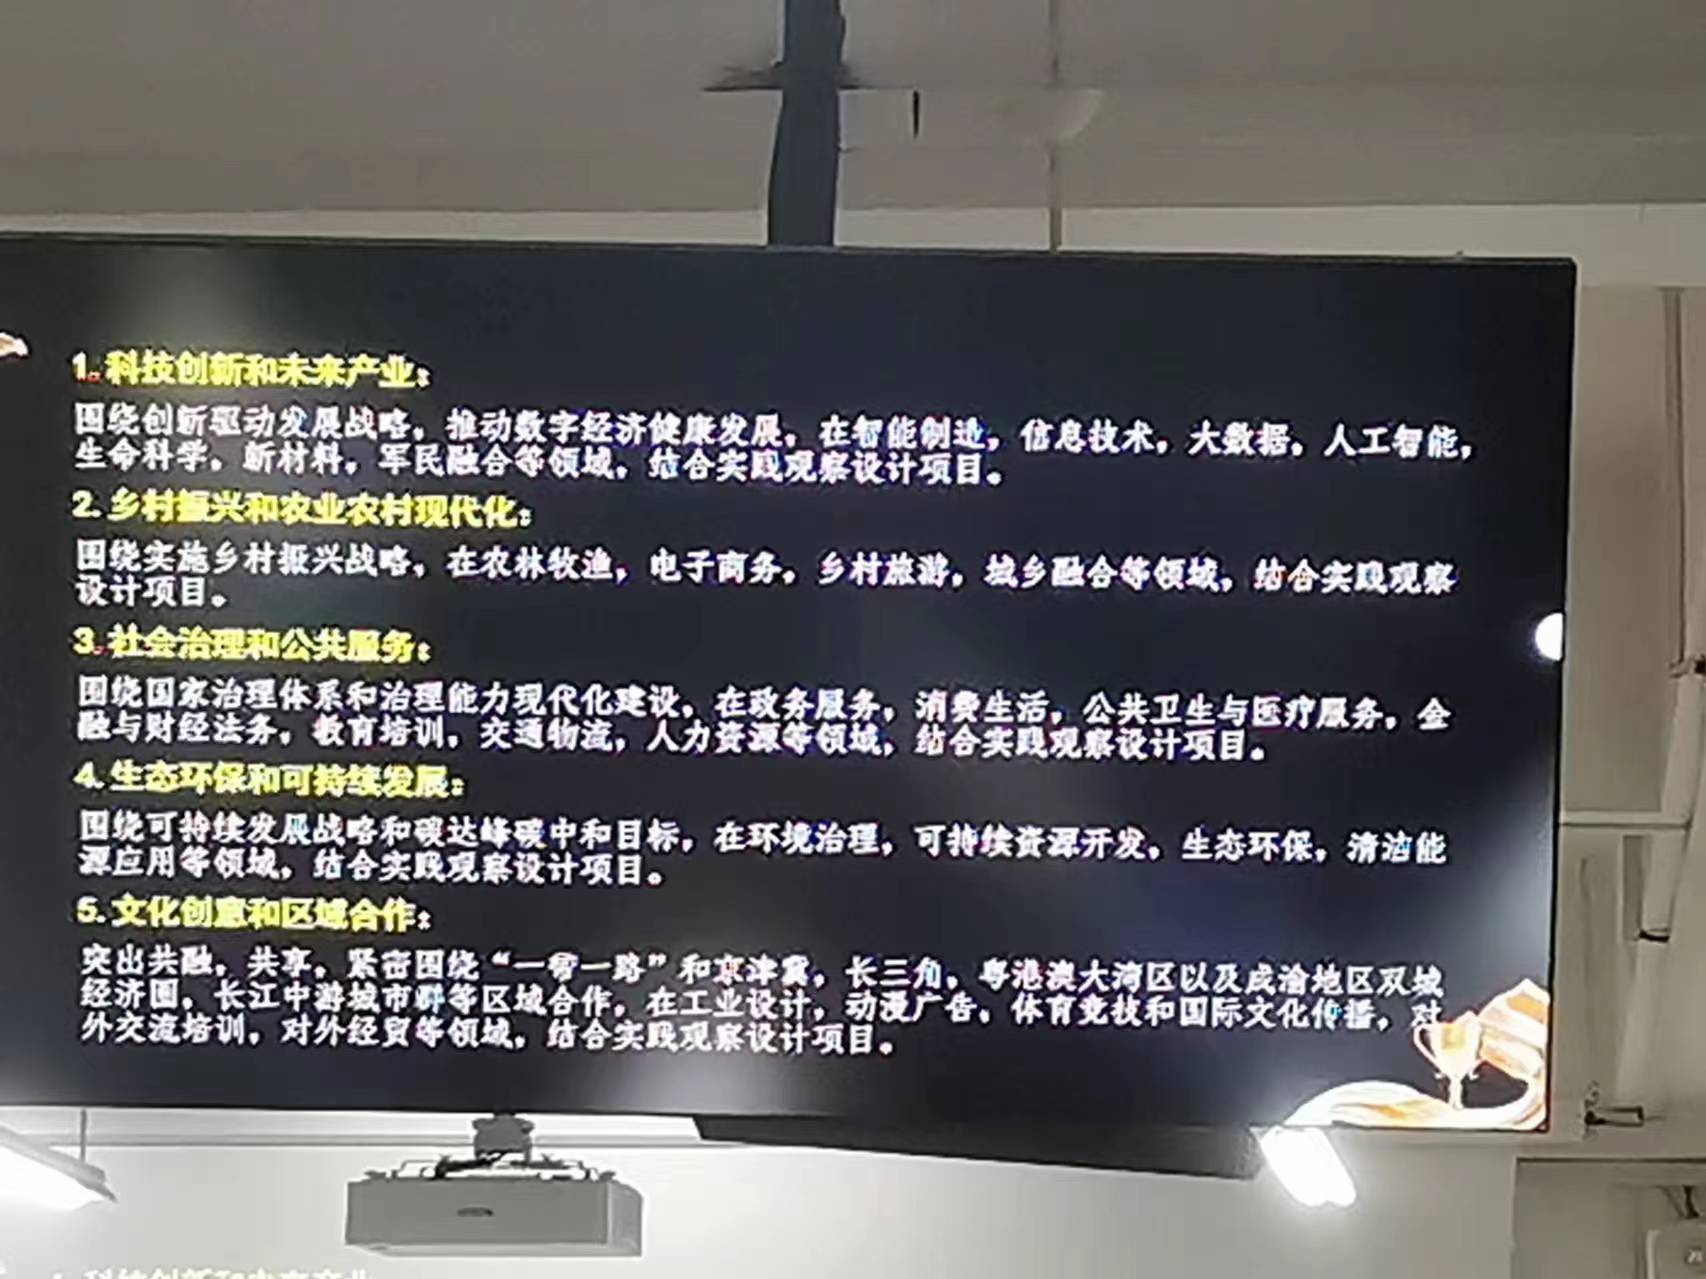 1. 科技创新和未来产业：
围绕创新驱动发展战略，推动数字经济健康发展，在智能制造，信息技术，大数据，人工智能，
生命科学，新材料，军民融合等领域，结合实践观察设计项目。
2. 乡村振兴和农业农村现代化：
围绕实施乡村振兴战略，在农林牧渔，电子商务，乡村旅游，城乡融合等领域，结合实践观察
设计项目。
3. 社会治理和公共服务：
围绕国家治理体系和治理能力现代化建设，在政务服务，消费生活，公共卫生与医疗服务，金
融与财经法务，教育培训，交通物流，人力资源等领域，结合实践观察设计项目。
4. 生态环保和可持续发展：
围绕可持续发展战略和碳达峰碳中和目标，在环境治理，可持续资源开发，生态环保，清洁能
源应用等领域，结合实践观察设计项目。
5. 文化创意和区域合作：
突出共融，共享，紧密围绕“一带一路”和京津冀，长三角，粤港澳大湾区以及成渝地区双城
经济圈，长江中游城市群等区域合作，在工业设计，动漫广告，体育竞技和国际文化传播，对
外交流培训，对外经贸等领域，结合实践观察设计项目。